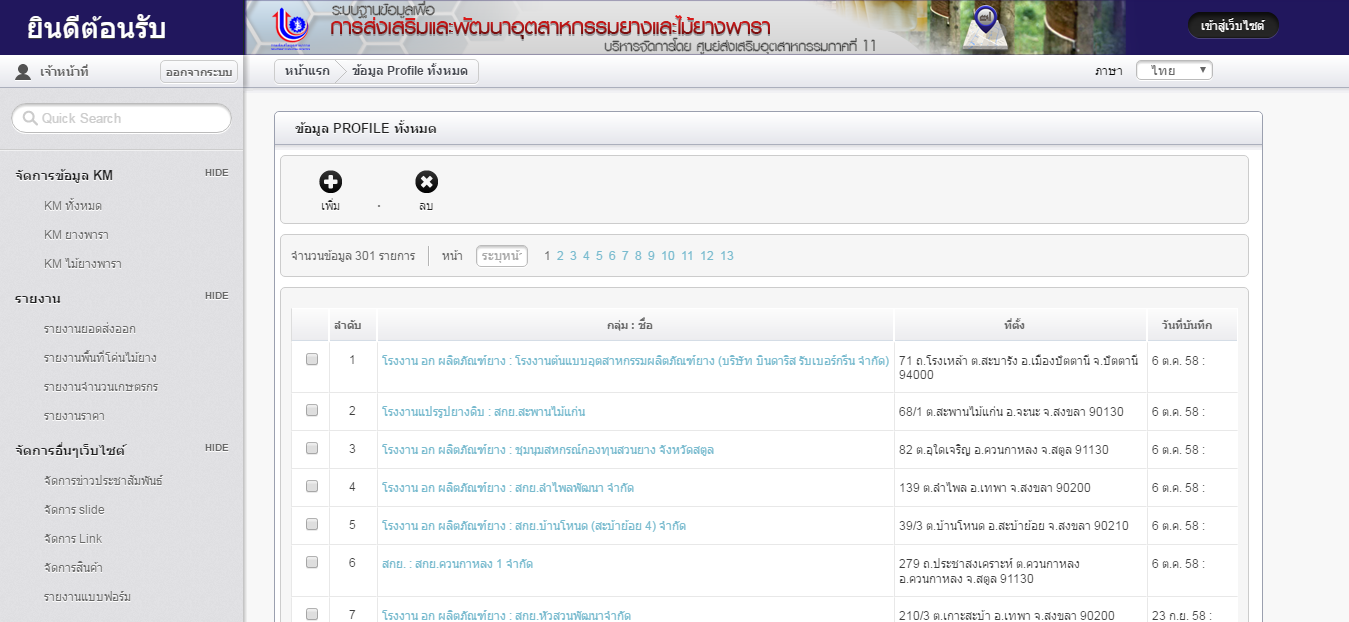 ยินดีต้อนรับ
ระบบฐานข้อมูลเพื่อ
การส่งเสริมและพัฒนาอุตสาหกรรมยางและไม้ยางพารา
บริหารจัดการโดย ศูนย์ส่งเสริมอุตสาหกรรมภาคที่ 11
เข้าสู่เว็บไซต์
เจ้าหน้าที่
ออกจากระบบ
หน้าแรก
ข้อมูล Profile ทั้งหมด
ภาษา
ไทย
Quick Search
จัดการข้อมูล KM
HIDE
KM ทั้งหมด
KM ยางพารา
KM ไม้ยางพารา
รายงาน
HIDE
รายงานยอดส่งออก
รายงานพื้นที่โค่นไม้ยาง
รายงานจำนวนเกษตรกร
รายงานราคา
จัดการอื่นๆเว็บไซต์
HIDE
จัดการข่าวประชาสัมพันธ์
จัดการ slide
จัดการ Link
จัดการสินค้า
รายงานแบบฟอร์ม
ข้อมูล PROFILE ทั้งหมด
เพิ่ม
ลบ
จำนวนข้อมูล 301 รายการ
หน้า
ระบุหน้า
1 2 3 4 5 6 7 8 9 10 11 12 13
ลำดับ
กลุ่ม : ชื่อ
ที่ตั้ง
วันที่บันทึก
1
โรงงาน อก ผลิตภัณฑ์ยาง : โรงงานต้นแบบอุตสาหกรรมผลิตภัณฑ์ยาง (บริษัท บินดาริส รับเบอร์กรีน จำกัด)
71 ถ.โรงเหล้า ต.สะบารัง อ.เมืองปัตตานี จ.ปัตตานี
94000
6 ต.ค. 58 :
2
โรงงานแปรรูปยางดิบ : สกย.สะพานไม้แก่น
68/1 ต.สะพานไม้แก่น อ.จะนะ จ.สงขลา 90130
6 ต.ค. 58 :
3
โรงงาน อก ผลิตภัณฑ์ยาง : ชุมนุมสหกรณ์กองทุนสวนยาง จังหวัดสตูล
82 ต.อุใดเจริญ อ.ควนกาหลง จ.สตูล 91130
6 ต.ค. 58 :
4
โรงงาน อก ผลิตภัณฑ์ยาง : สกย.ลำไพลพัฒนา จำกัด
139 ต.ลำไพล อ.เทพา จ.สงขลา 90200
6 ต.ค. 58 :
5
โรงงาน อก ผลิตภัณฑ์ยาง : สกย.บ้านโหนด (สะบ้าย้อย 4) จำกัด
39/3 ต.บ้านโหนด อ.สะบ้าย้อย จ.สงขลา 90210
6 ต.ค. 58 :
6
สกย. : สกย.ควนกาหลง 1 จำกัด
279 ถ.ประชาสงเคราะห์ ต.ควนกาหลง
อ.ควนกาหลง จ.สตูล 91130
6 ต.ค. 58 :
7
โรงงาน อก ผลิตภัณฑ์ยาง : สกย.หัวสวนพัฒนาจำกัด
210/3 ต.เกาะสะบ้า อ.เทพา จ.สงขลา 90200
23 ก.ย. 58 :